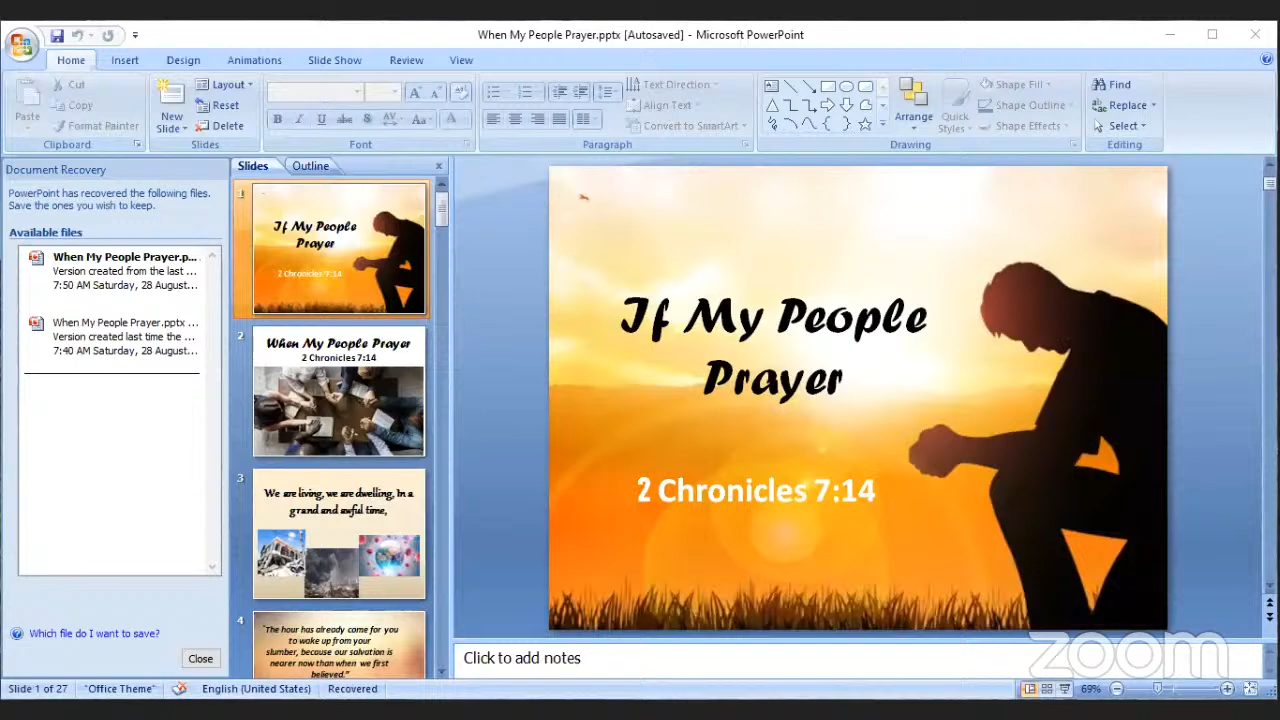 When My People Prayer.pptx [Autosaved] - Microsoft PowerPoint
Home Insert Design Slide Show Animations Review View
Paste
Cut
Copy
Format Painter
Clipboard
New Slide
Layout
Reset
Delete
Slides
Font
Text Direction
Align Text
Convert to SmartArt
Paragraph
Arrange
Quick Styles
Shape Fill
Shape Outline
Shape Effects
Drawing
Find
Replace
Select
Editing
Document Recovery
PowerPoint has recovered the following files.
Save the ones you wish to keep.
Available files
When My People Prayer.p...
Version created from the last ...
7:50 AM Saturday, 28 August...
When My People Prayer.pptx ...
Version created last time the ...
7:40 AM Saturday, 28 August...
Which file do I want to save?
Close
Slides Outline
1
If My People
Prayer
2 Chronicles 7:14
2
When My People Prayer
2 Chronicles 7:14
3
We are living, we are dwelling, In a
grand and awful time,
4
"The hour has already come for you
to wake up from your
slumber, because our salvation is
nearer now than when we first
believed."
If My People
Prayer
2 Chronicles 7:14
Click to add notes
zoom
Slide 1 of 27 "Office Theme" English (United States) Recovered 69%